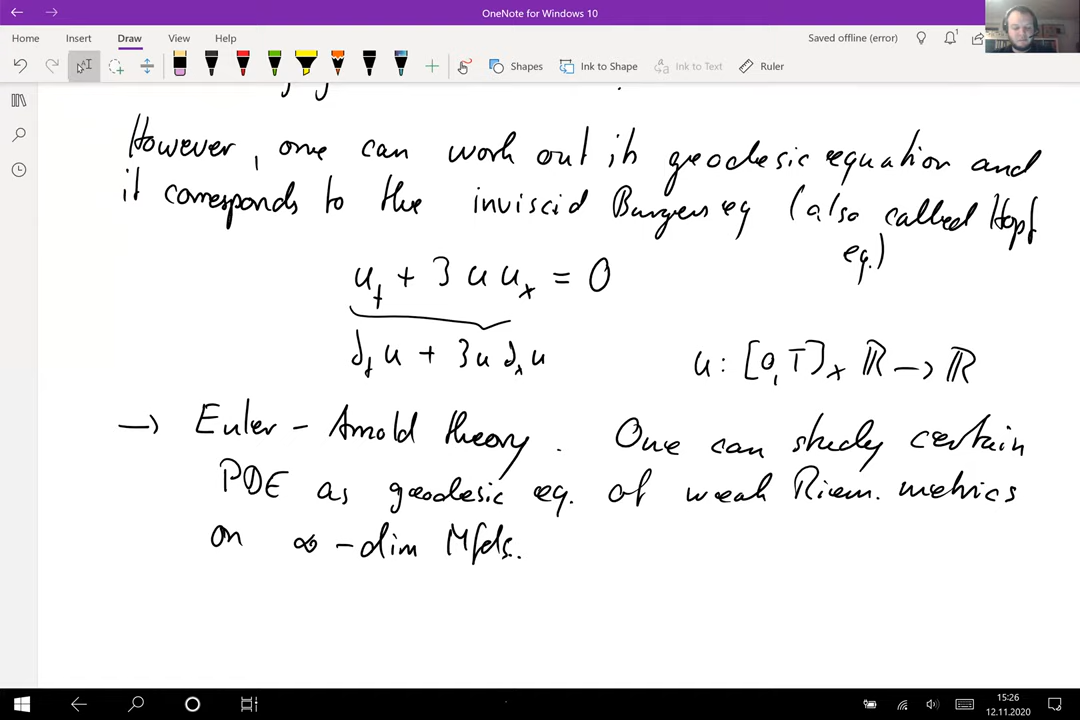 OneNote for Windows 10
Home Insert Draw View Help
Saved offline (error)
Shapes Ink to Shape Ink to Text Ruler
However, one can work out its geodesic equation and
it corresponds to the inviscid Burgers eq (also called Hopf
eq.)
u_t + 3 u u_x = 0
∂_t u + 3u ∂_x u
u : [0,T] × ℝ → ℝ
→ Euler - Arnold theory. One can study certain
PDE as geodesic eq. of weak Riem. metrics
on ∞ - dim Mfds.
15:26
12.11.2020